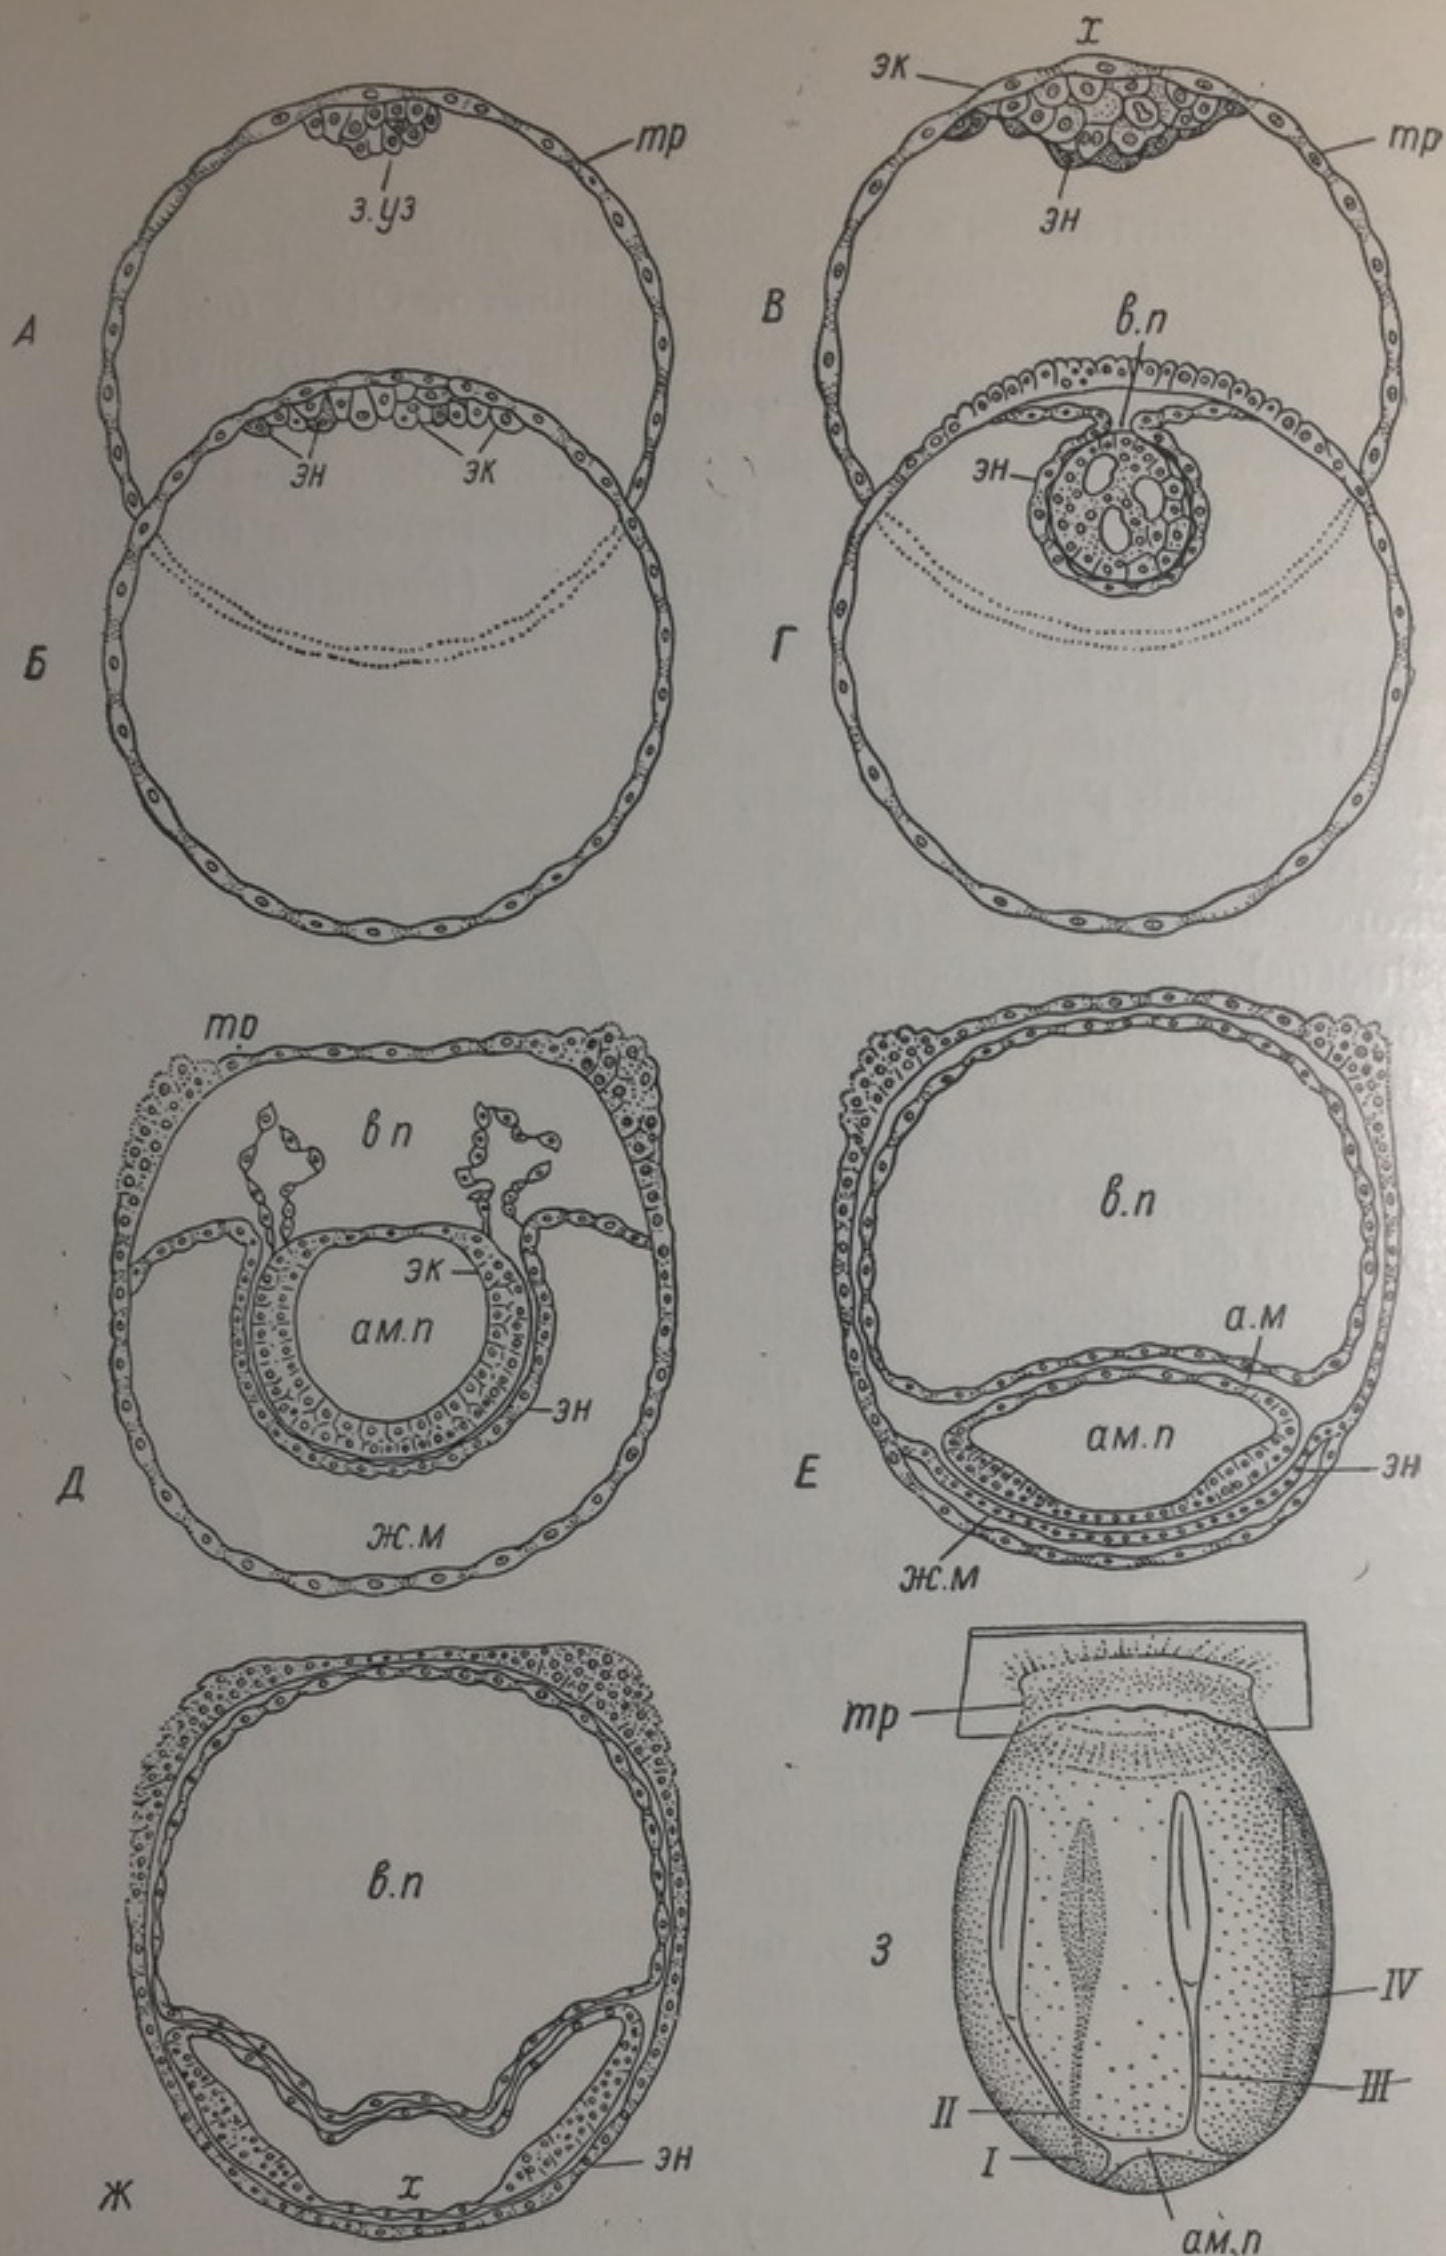 x
эк
тр
тр
з.уз
эн
А
В
в.п
эн
эк
эн
Б
Г
тр
в п
в.п
эк
а.м
ам.п
эн
ам.п
эн
Д
Е
ж.м
ж.м
тр
в.п
З
IV
III
II
I
эн
x
Ж
ам.п